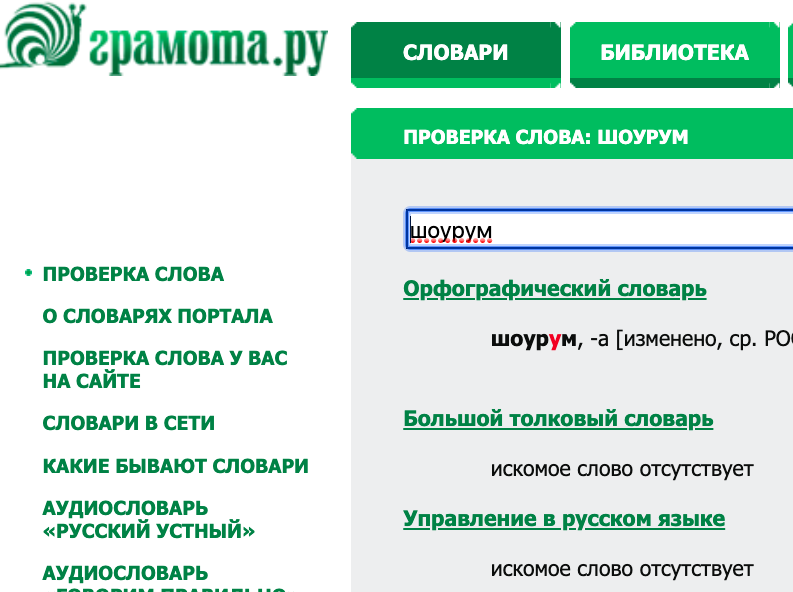 грамота.ру
СЛОВАРИ
БИБЛИОТЕКА
ПРОВЕРКА СЛОВА: ШОУРУМ
шоурум
ПРОВЕРКА СЛОВА
О СЛОВАРЯХ ПОРТАЛА
ПРОВЕРКА СЛОВА У ВАС
НА САЙТЕ
СЛОВАРИ В СЕТИ
КАКИЕ БЫВАЮТ СЛОВАРИ
АУДИОСЛОВАРЬ
«РУССКИЙ УСТНЫЙ»
АУДИОСЛОВАРЬ
Орфографический словарь
шоурум, -а [изменено, ср. РО
Большой толковый словарь
искомое слово отсутствует
Управление в русском языке
искомое слово отсутствует